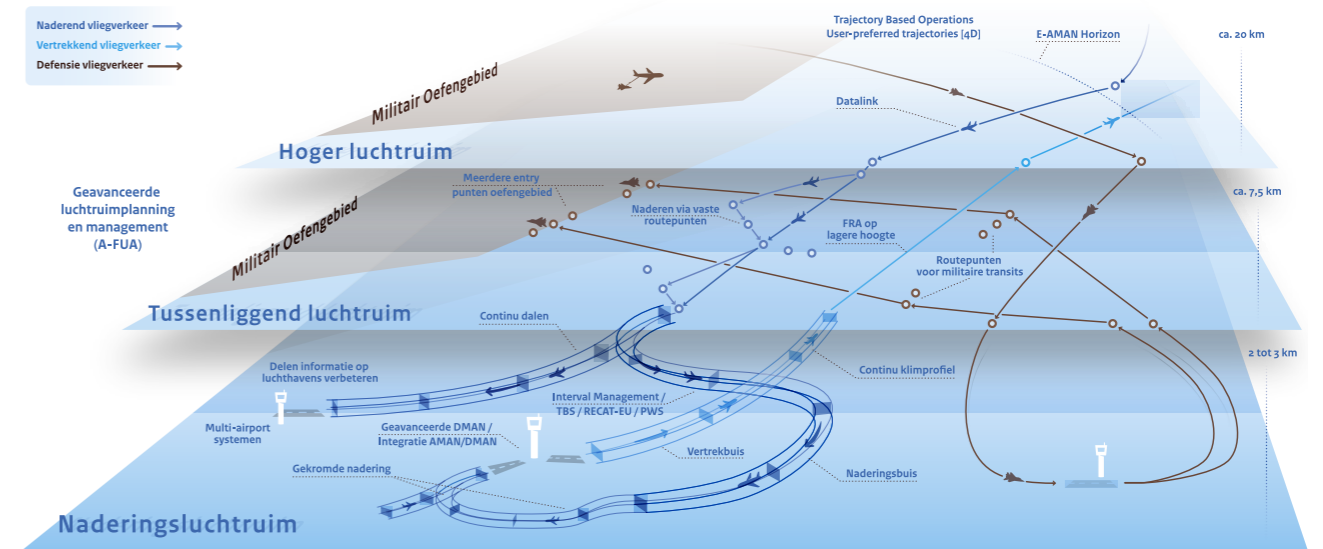 Naderend vliegverkeer
Vertrekkend vliegverkeer
Defensie vliegverkeer
Trajectory Based Operations
User-preferred trajectories [4D]
E-AMAN Horizon
ca. 20 km
Militair Oefengebied
Datalink
Hoger luchtruim
Geavanceerde
luchtruimplanning
en management
(A-FUA)
Meerdere entry
punten oefengebied
ca. 7,5 km
Militair Oefengebied
Naderen via vaste
routepunten
FRA op
lagere hoogte
Routepunten
voor militaire transits
Tussenliggend luchtruim
Continu dalen
2 tot 3 km
Delen informatie op
luchthavens verbeteren
Continu klimprofiel
Interval Management /
TBS / RECAT-EU / PWS
Multi-airport
systemen
Geavanceerde DMAN /
Integratie AMAN/DMAN
Vertrekbuis
Gekromde nadering
Naderingsbuis
Naderingsluchtruim